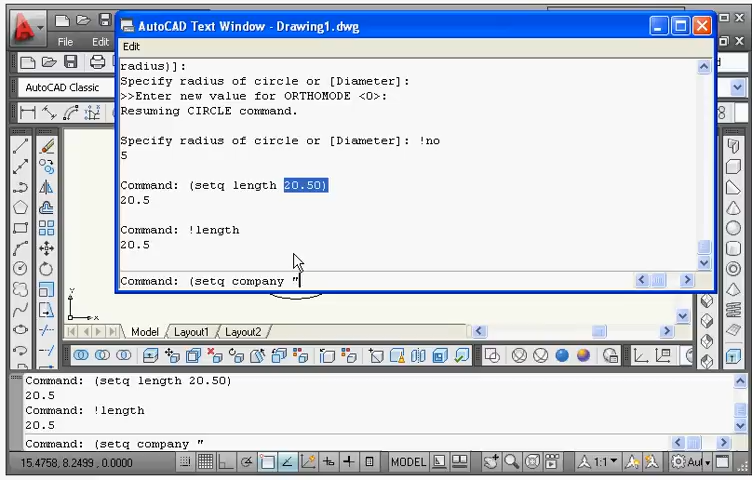 AutoCAD Text Window - Drawing1.dwg
File Edit
Edit
radius)]:
Specify radius of circle or [Diameter]:
>>Enter new value for ORTHOMODE <0>:
Resuming CIRCLE command.
Specify radius of circle or [Diameter]: !no
5
Command: (setq length 20.50)
20.5
Command: !length
20.5
Command: (setq company "
AutoCAD Classic
Y
X
Model Layout1 Layout2
Command: (setq length 20.50)
20.5
Command: !length
20.5
Command: (setq company "
15.4758, 8.2499 , 0.0000
MODEL
1:1
Aut